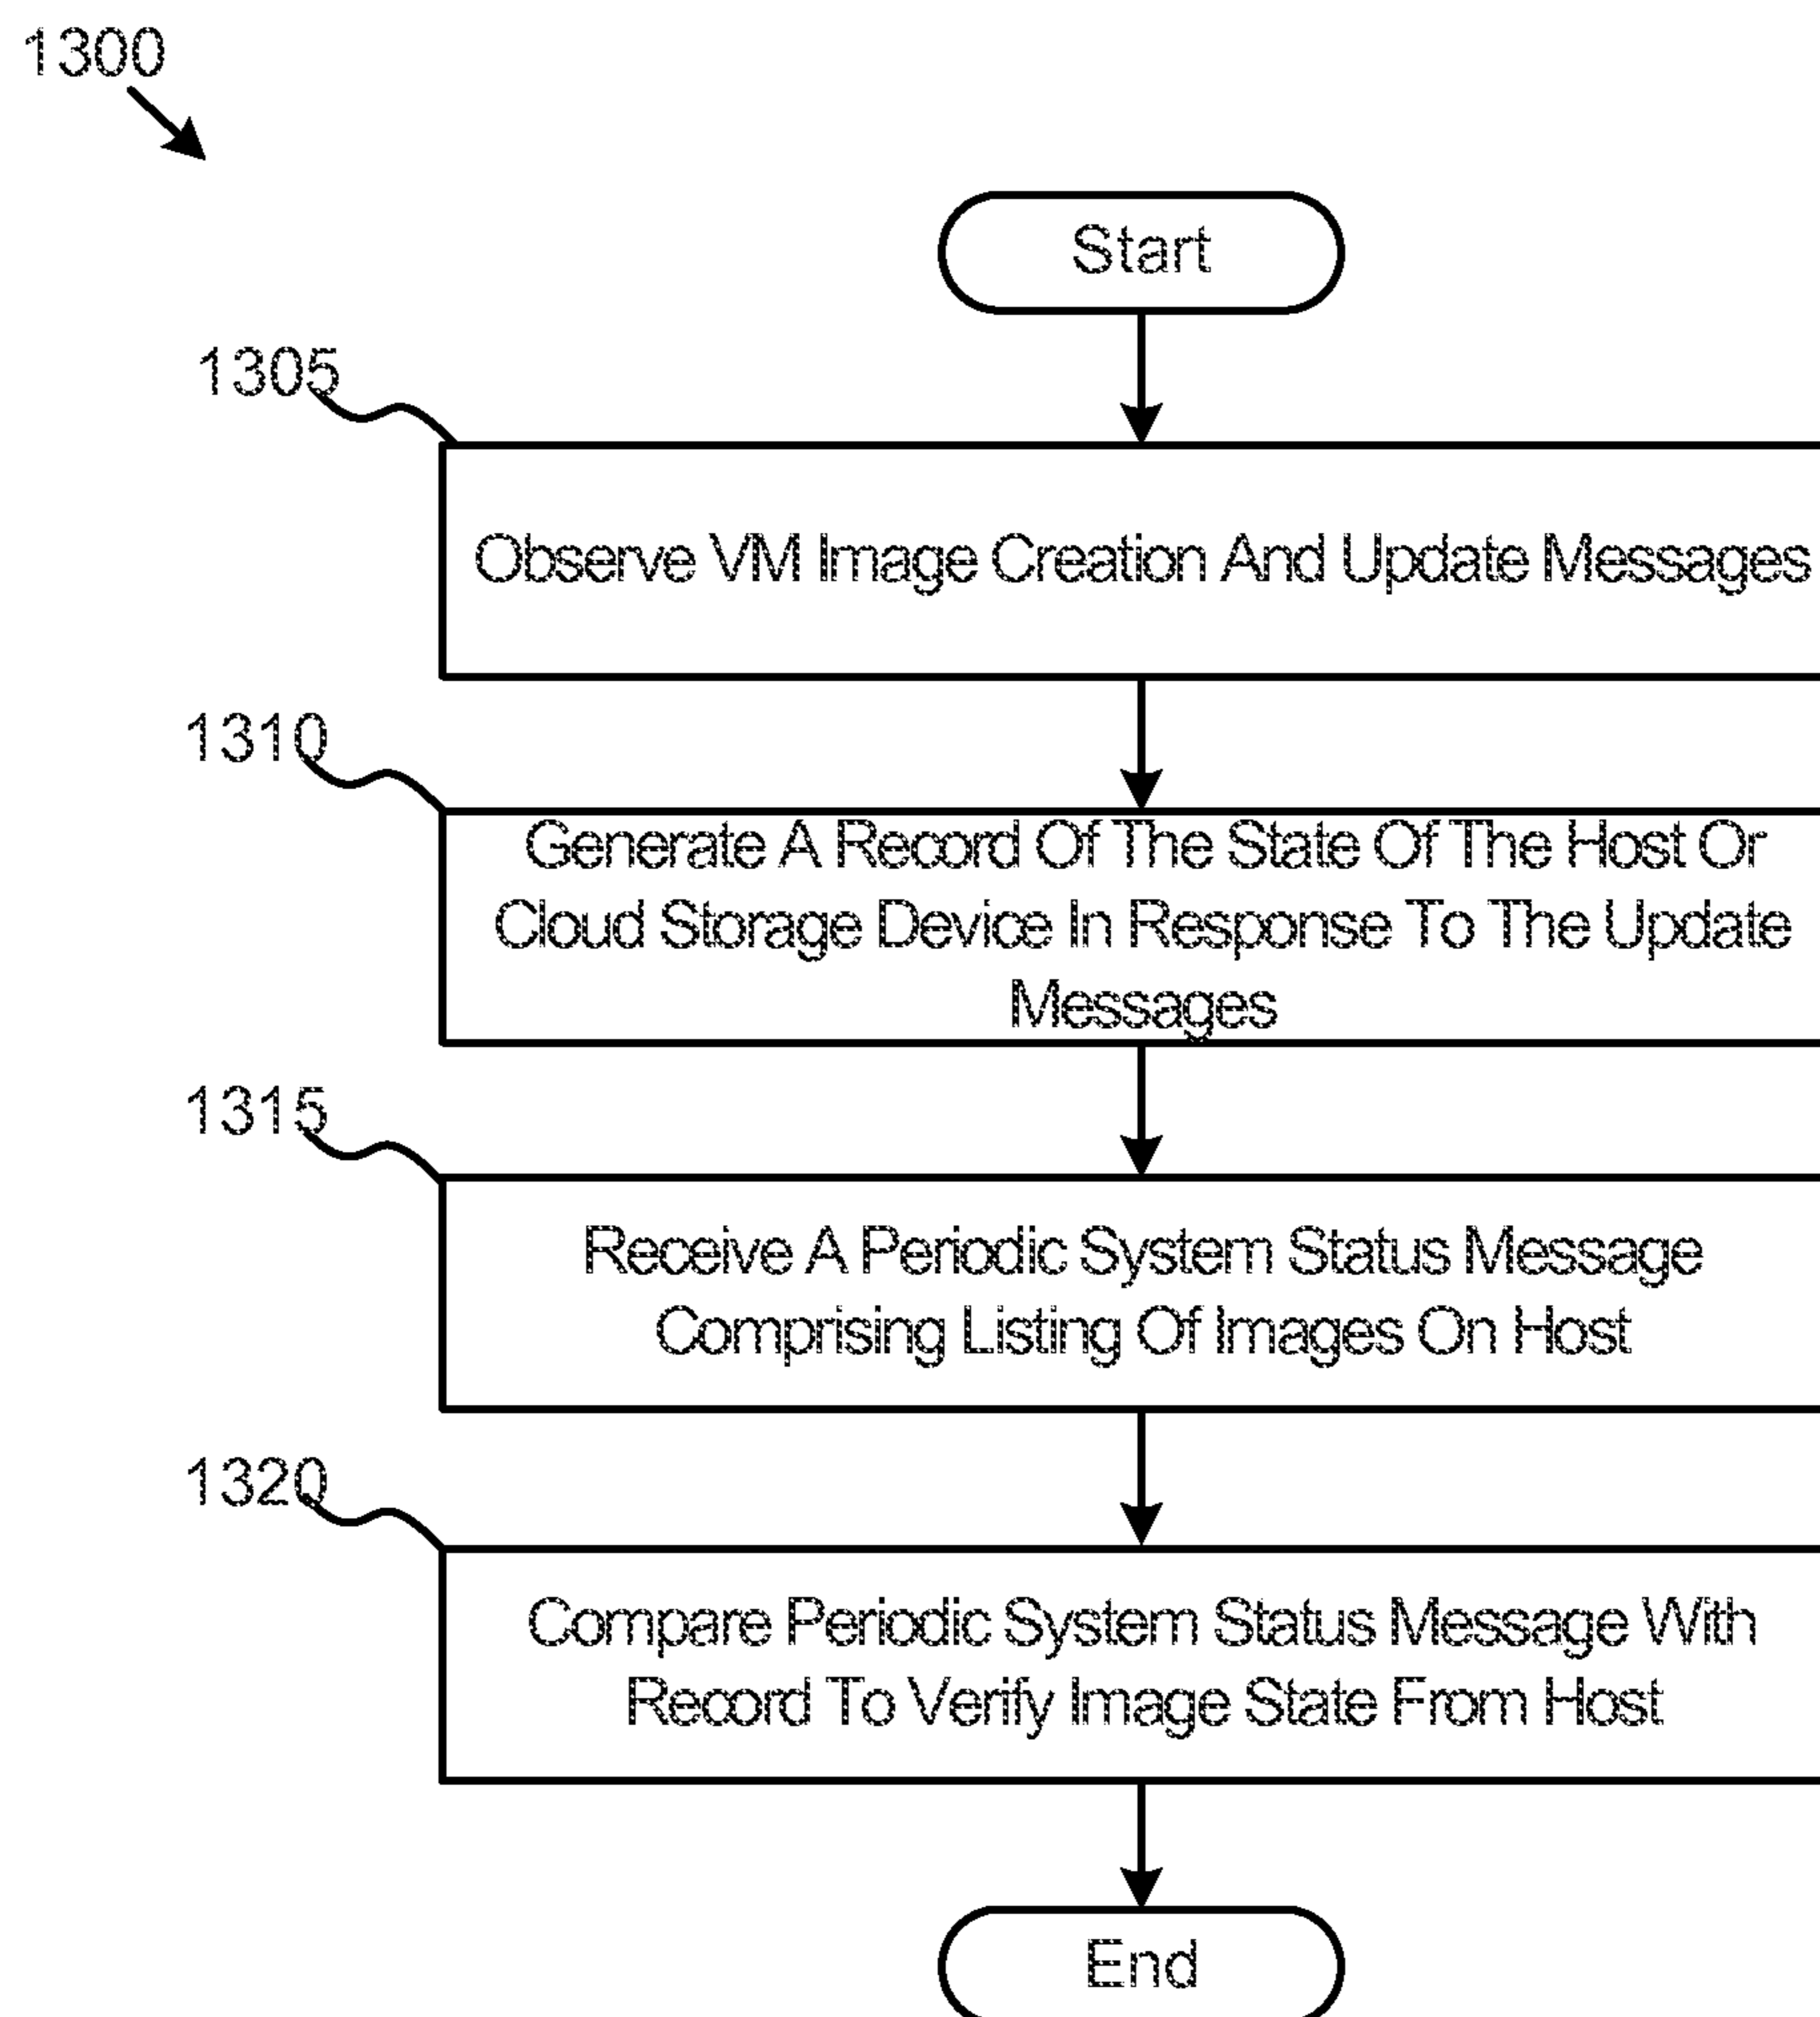 1300
Start
1305
Observe VM Image Creation And Update Messages
1310
Generate A Record Of The State Of The Host Or
Cloud Storage Device In Response To The Update
Messages
1315
Receive A Periodic System Status Message
Comprising Listing Of Images On Host
1320
Compare Periodic System Status Message With
Record To Verify Image State From Host
End